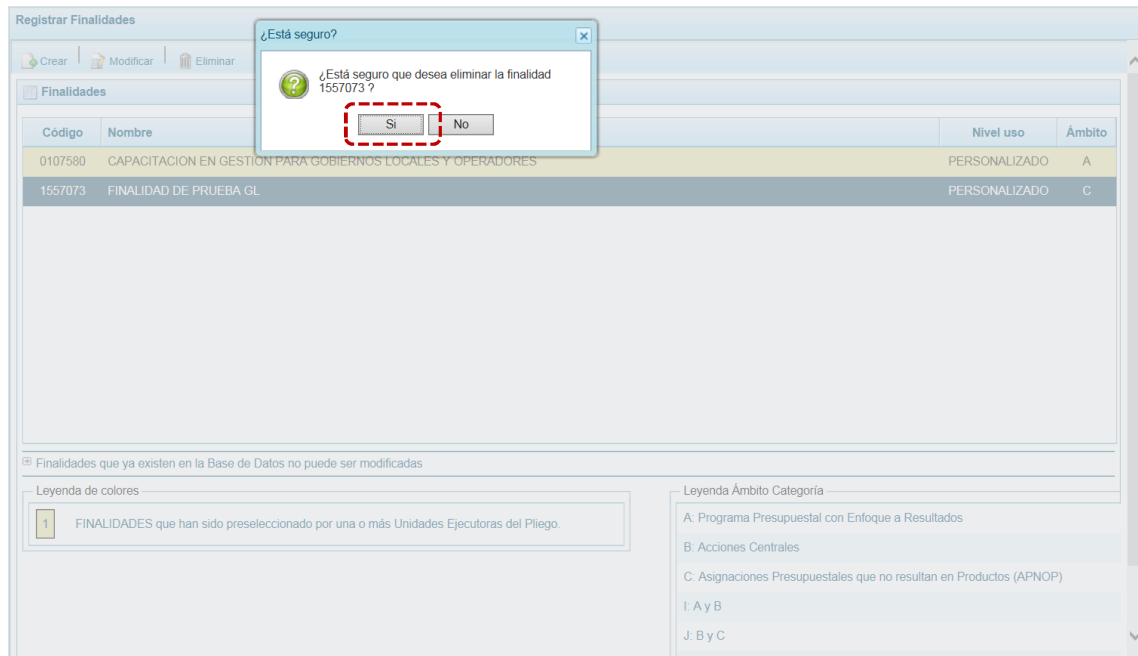 Registrar Finalidades
¿Está seguro?
Crear Modificar Eliminar
¿Está seguro que desea eliminar la finalidad
1557073 ?
Si No
Finalidades
Código Nombre Nivel uso Ámbito
0107580 CAPACITACION EN GESTION PARA GOBIERNOS LOCALES Y OPERADORES PERSONALIZADO A
1557073 FINALIDAD DE PRUEBA GL PERSONALIZADO C
Finalidades que ya existen en la Base de Datos no puede ser modificadas
Leyenda de colores
1 FINALIDADES que han sido preseleccionado por una o más Unidades Ejecutoras del Pliego.
Leyenda Ámbito Categoría
A: Programa Presupuestal con Enfoque a Resultados
B: Acciones Centrales
C: Asignaciones Presupuestales que no resultan en Productos (APNOP)
I: A y B
J: B y C